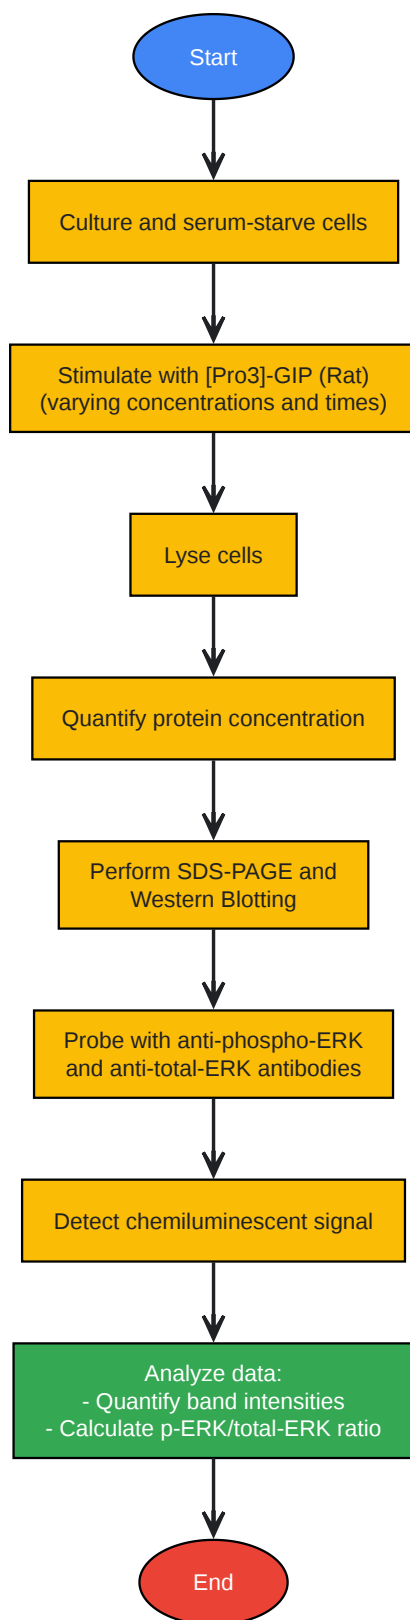 Start
Culture and serum-starve cells
Stimulate with [Pro3]-GIP (Rat)
(varying concentrations and times)
Lyse cells
Quantify protein concentration
Perform SDS-PAGE and
Western Blotting
Probe with anti-phospho-ERK
and anti-total-ERK antibodies
Detect chemiluminescent signal
Analyze data:
- Quantify band intensities
- Calculate p-ERK/total-ERK ratio
End